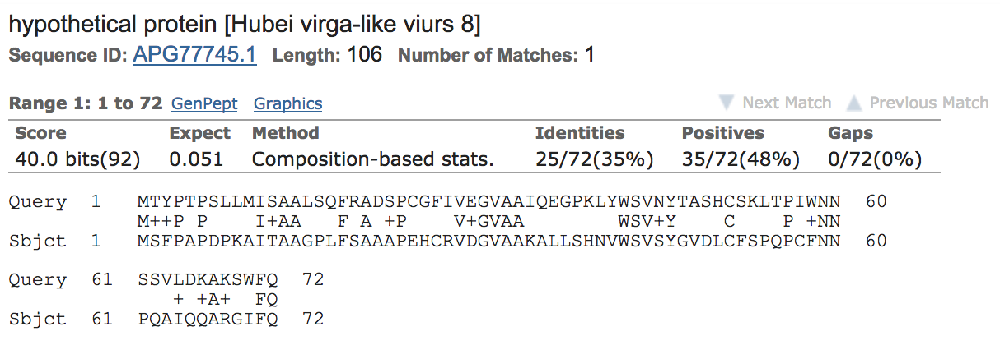 hypothetical protein [Hubei virga-like viurs 8]
Sequence ID: APG77745.1 Length: 106 Number of Matches: 1
Range 1: 1 to 72 GenPept Graphics ▼ Next Match ▲ Previous Match
Score Expect Method Identities Positives Gaps
40.0 bits(92) 0.051 Composition-based stats. 25/72(35%) 35/72(48%) 0/72(0%)
Query  1   MTYPTPSLLMISAALSQFRADSPCGFIVEGVAAIQEGPKLYWSVNYTASHCSKLTPIWNN  60
           M++P P    I+AA   F A +P    V+GVAA        WSV+Y    C    P +NN
Sbjct  1   MSFPAPDPKAITAAGPLFSAAAPEHCRVDGVAAKALLSHNVWSVSYGVDLCFSPQPCFNN  60
Query  61  SSVLDKAKSWFQ  72
              + +A+  FQ
Sbjct  61  PQAIQQARGIFQ  72